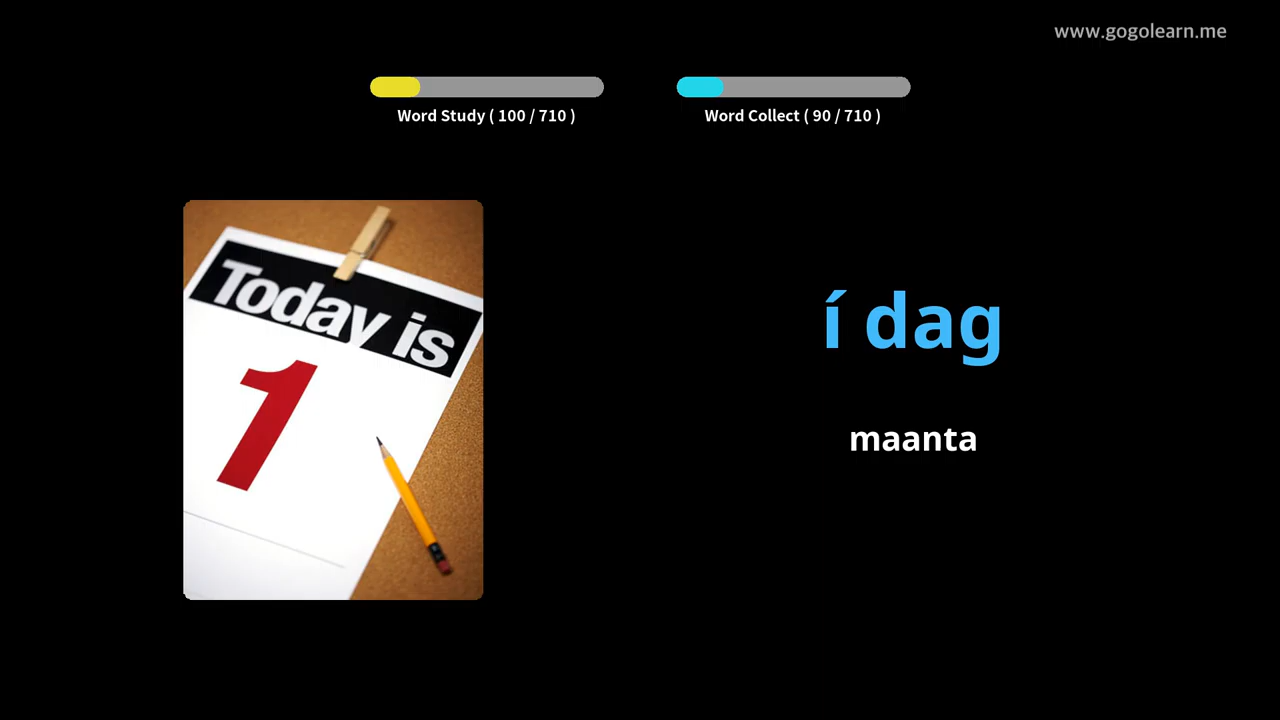 www.gogolearn.me
Word Study ( 100 / 710 )
Word Collect ( 90 / 710 )
Today is
1
í dag
maanta